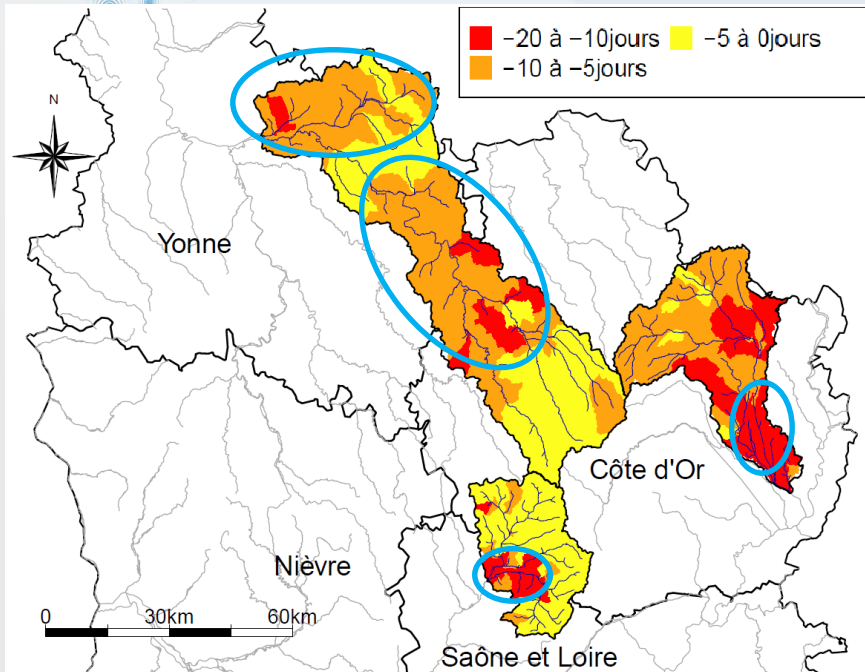 −20 à −10jours −5 à 0jours
−10 à −5jours
N
Yonne
Côte d'Or
Nièvre
0 30km 60km
Saône et Loire